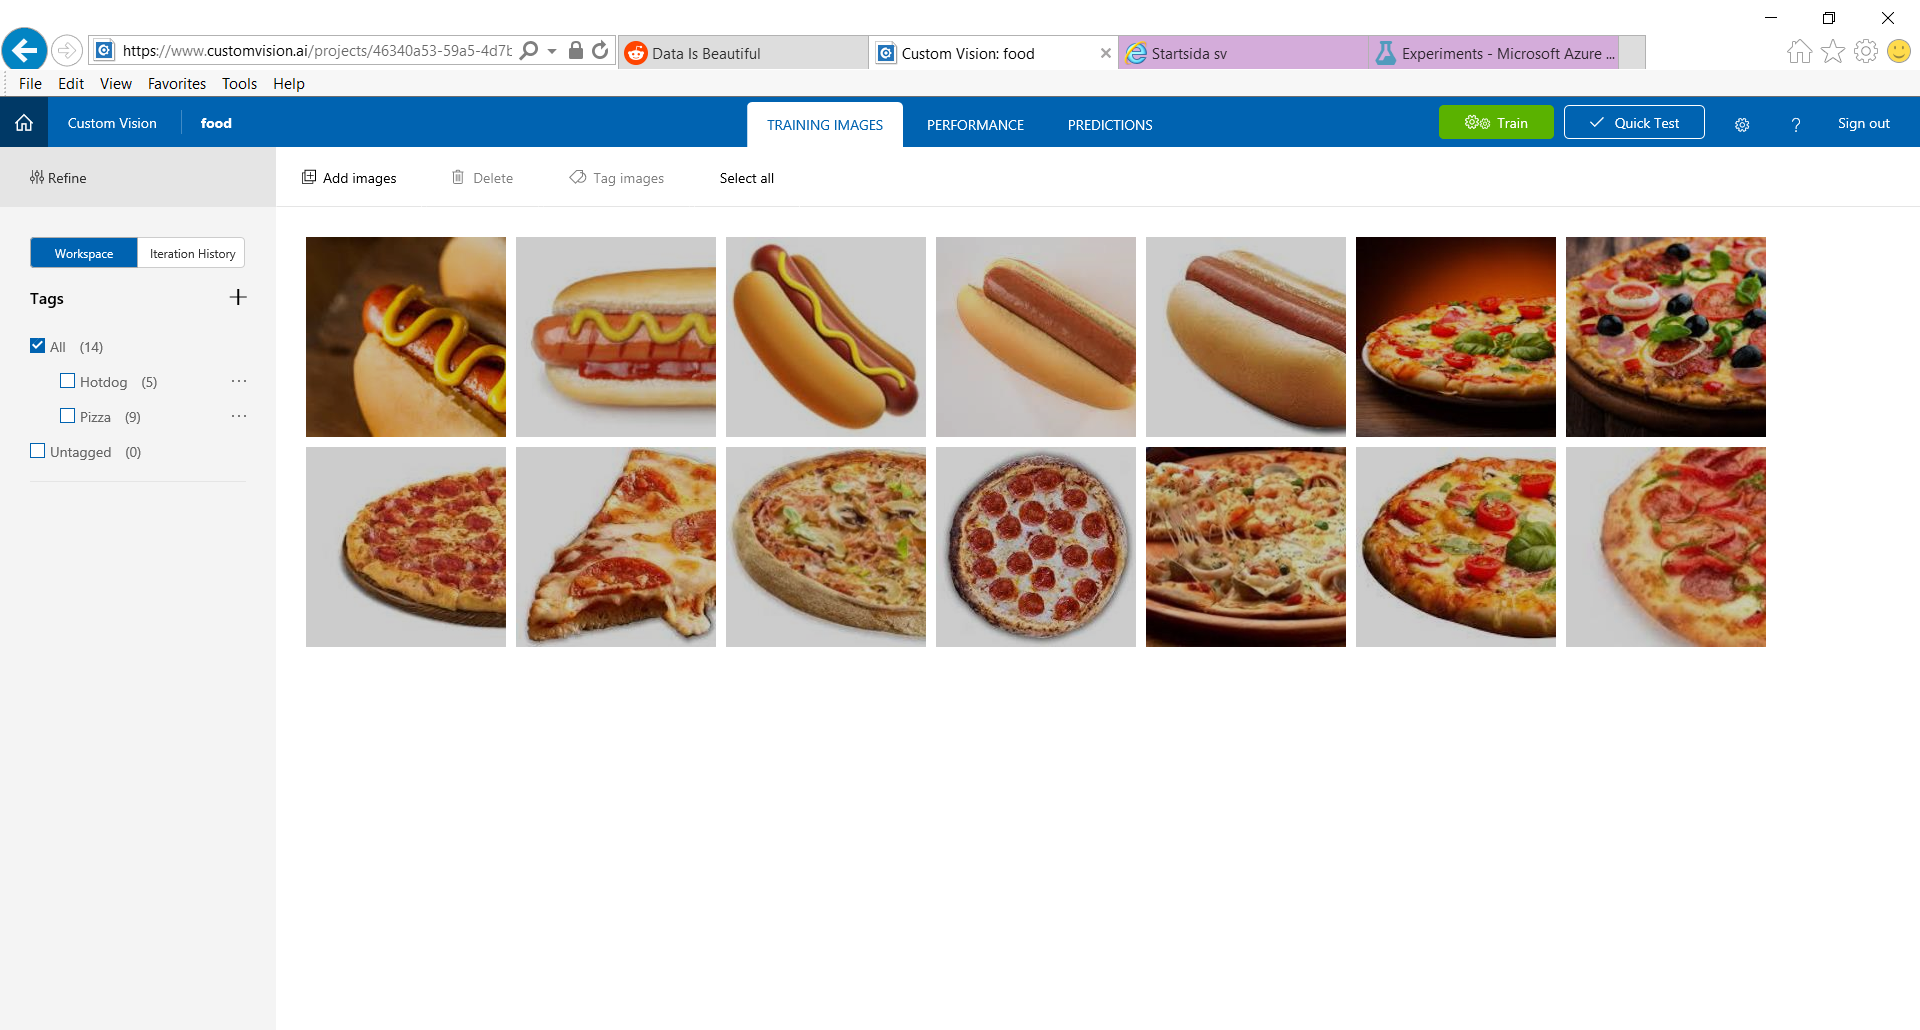 https://www.customvision.ai/projects/46340a53-59a5-4d7b
Data Is Beautiful
Custom Vision: food
Startsida sv
Experiments - Microsoft Azure ...
File Edit View Favorites Tools Help
Custom Vision food
TRAINING IMAGES PERFORMANCE PREDICTIONS
Train Quick Test ? Sign out
Refine
Add images Delete Tag images Select all
Workspace Iteration History
Tags
All (14)
Hotdog (5) ...
Pizza (9) ...
Untagged (0)